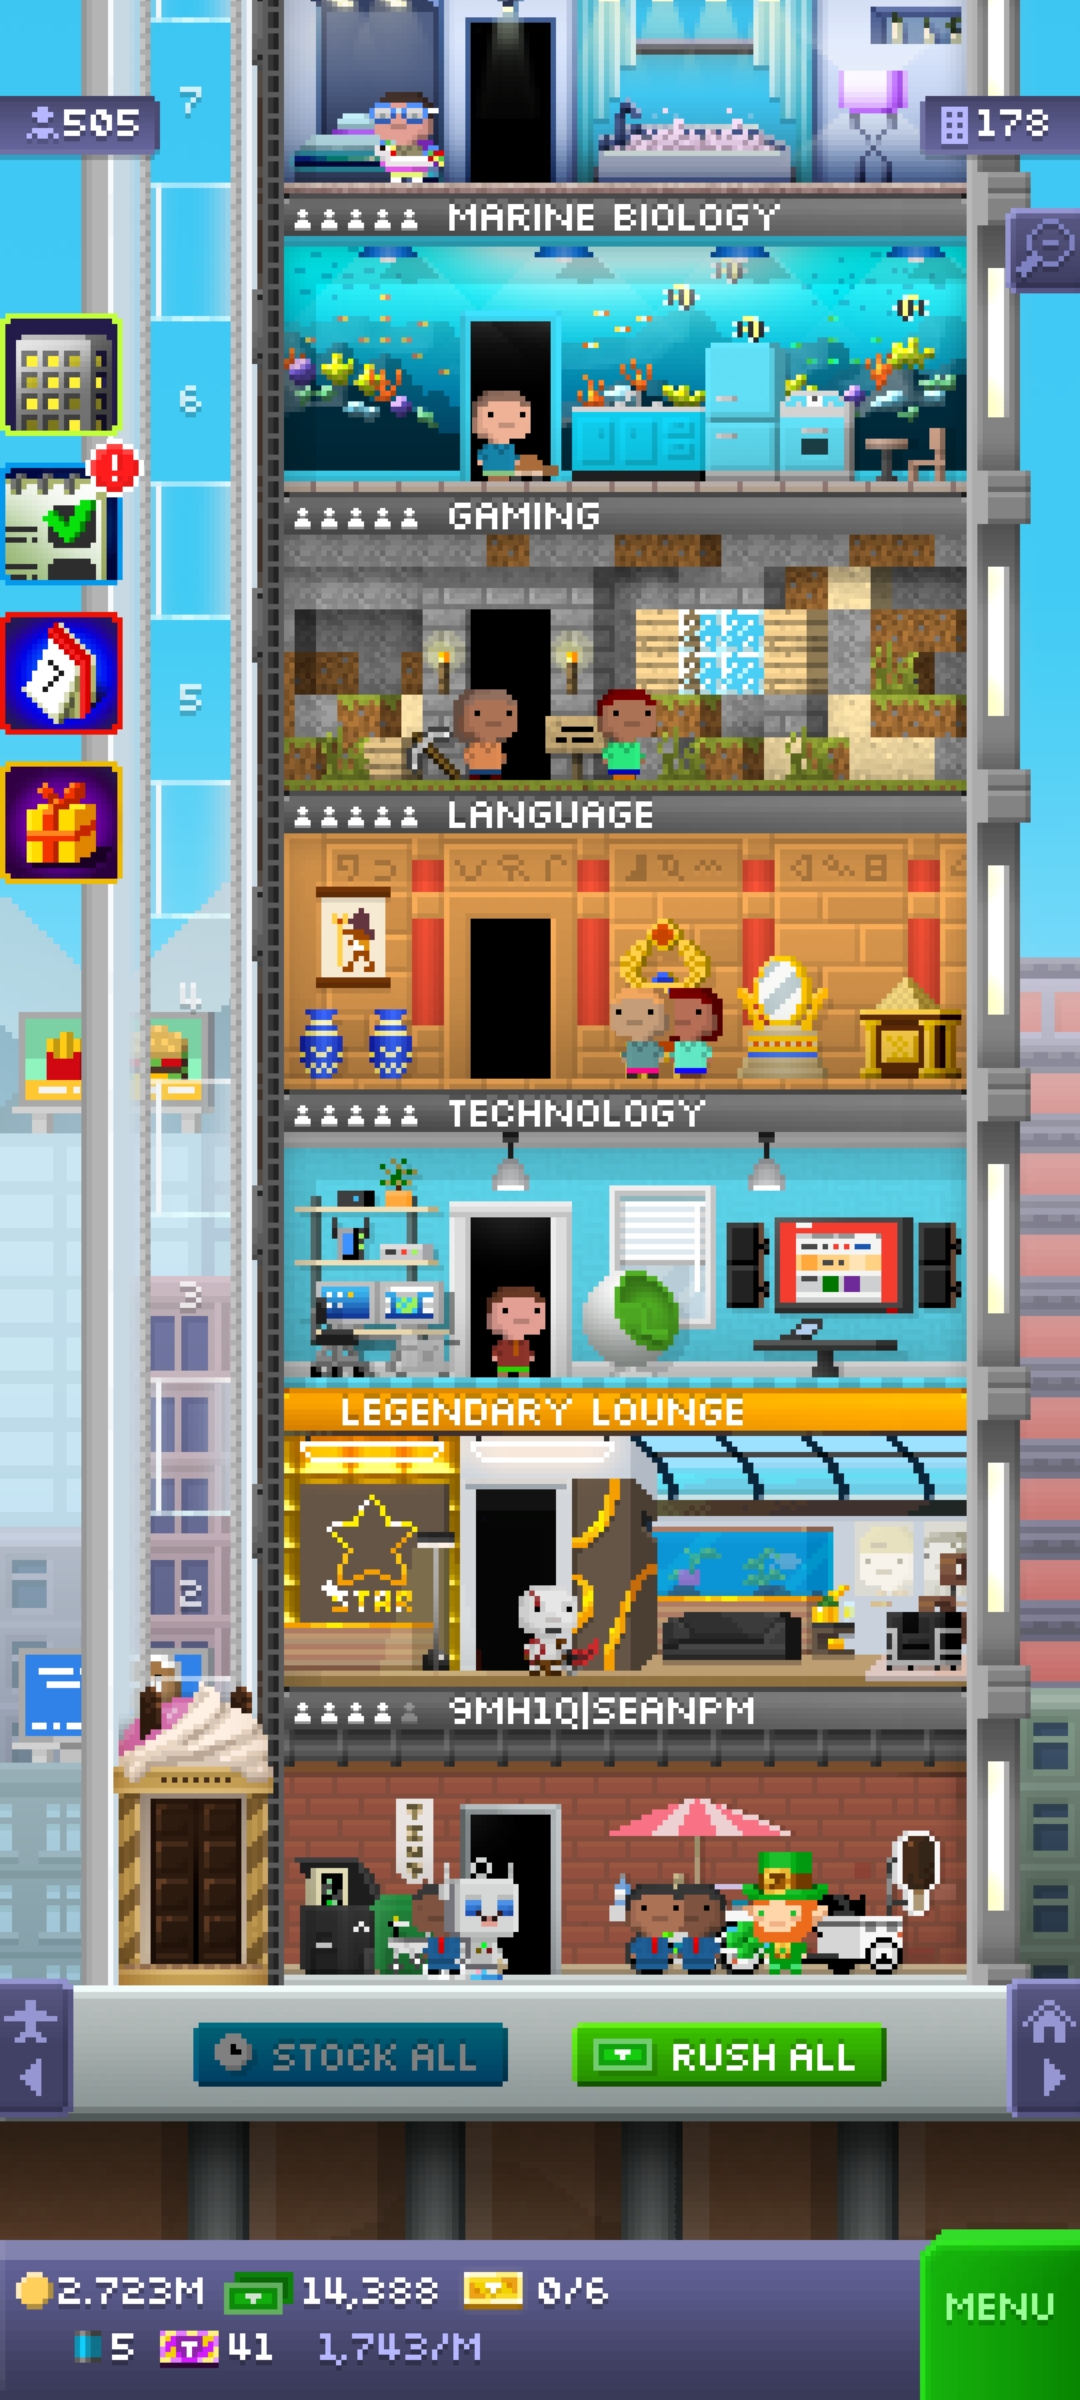 7
505
178
MARINE BIOLOGY
6
GAMING
5
LANGUAGE
4
TECHNOLOGY
3
LEGENDARY LOUNGE
STAR
2
9MH1Q|SEANPM
TINY
STOCK ALL
RUSH ALL
2.723M 14,388 0/6
5 41 1,743/M
MENU